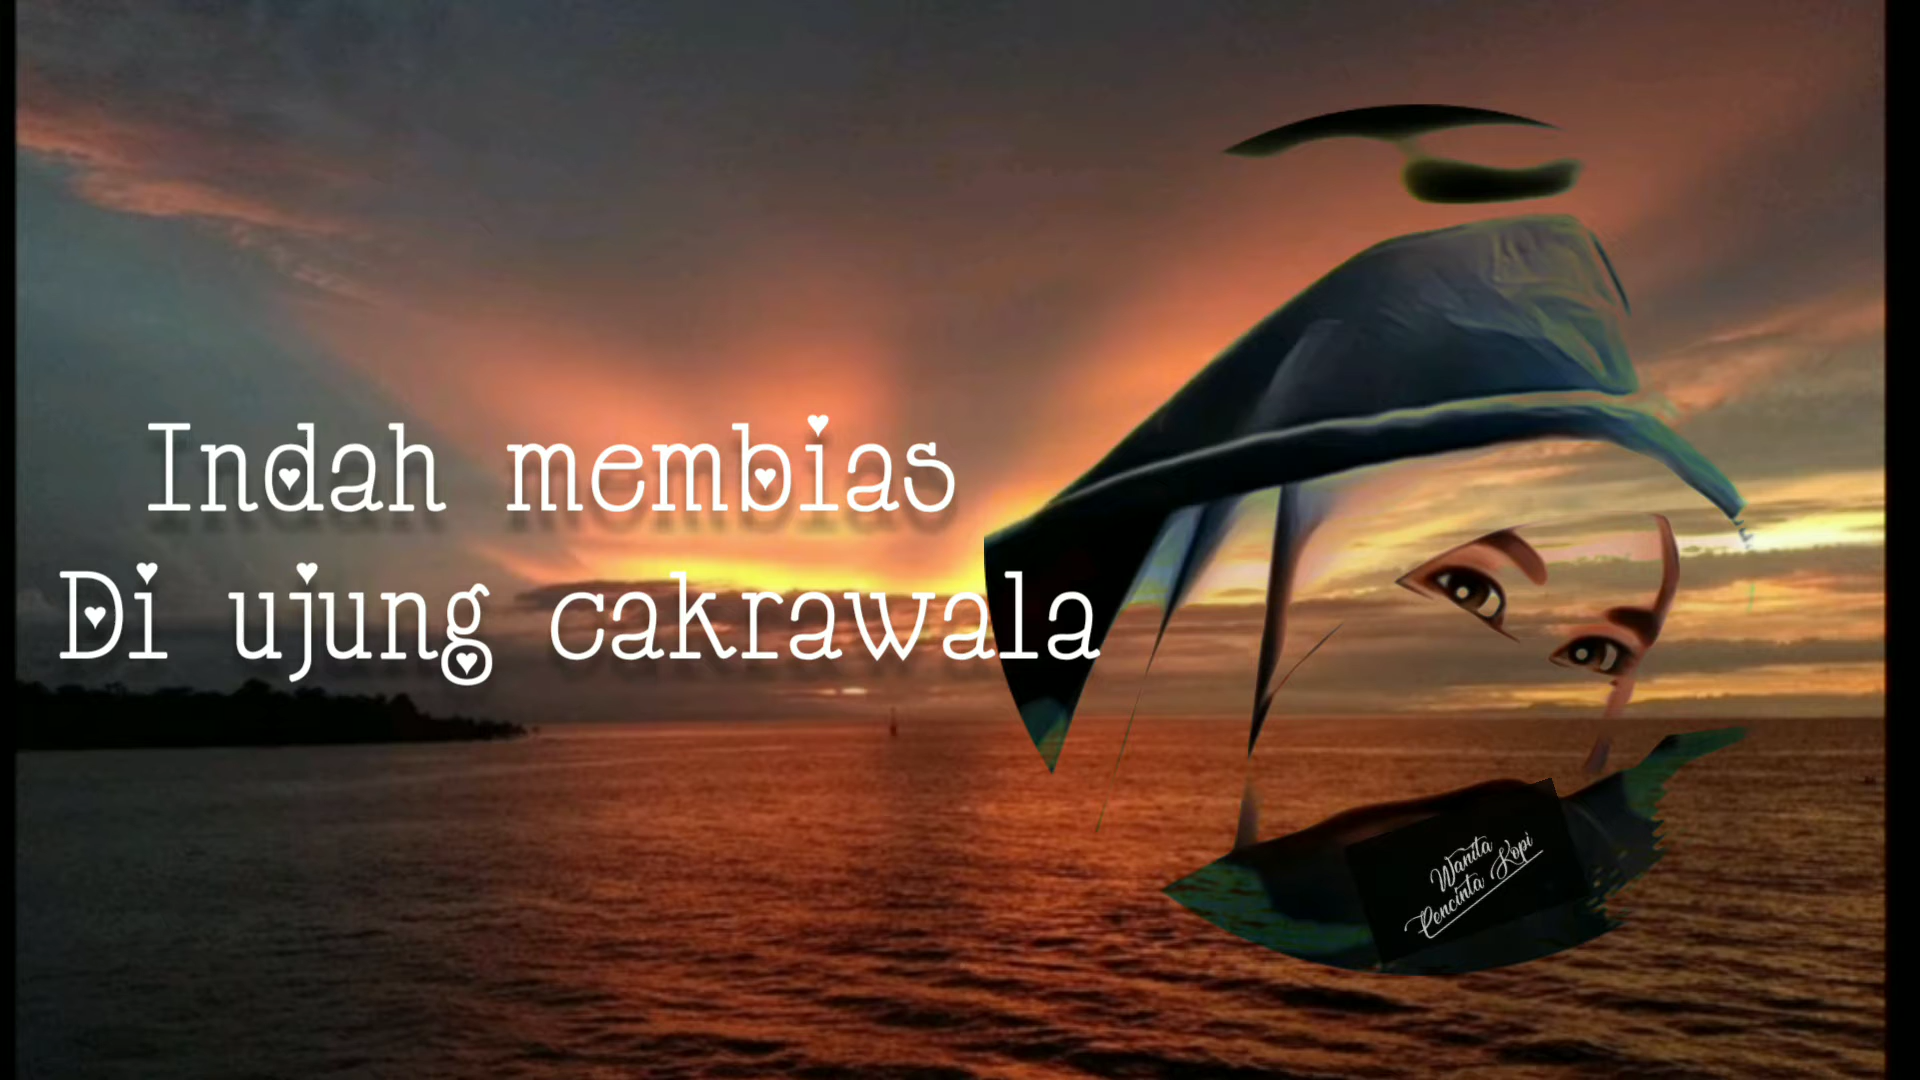 Indah membias
Di ujung cakrawala
Wanita
Pencinta Kopi